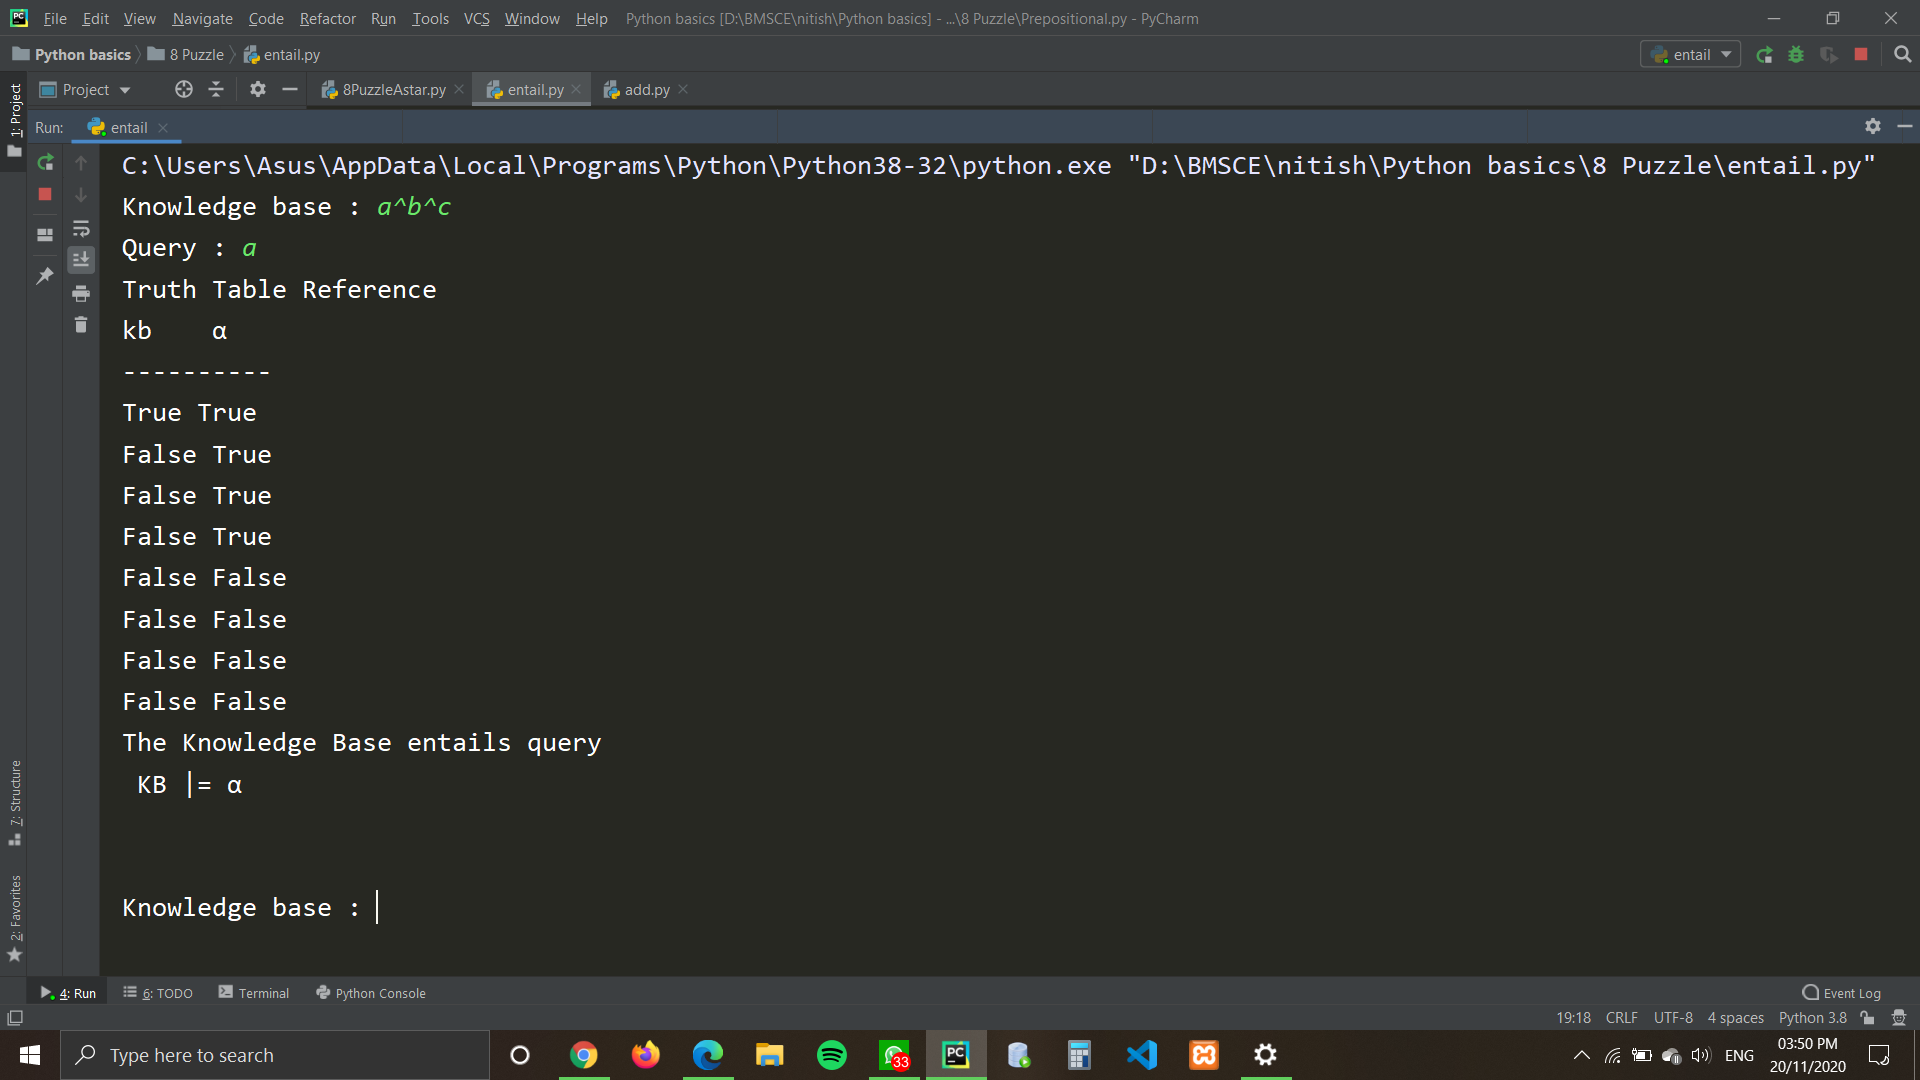 File Edit View Navigate Code Refactor Run Tools VCS Window Help Python basics [D:\BMSCE\nitish\Python basics] - ...\8 Puzzle\Prepositional.py - PyCharm
Python basics 8 Puzzle entail.py entail
Project 8PuzzleAstar.py entail.py add.py
1: Project
Run: entail
C:\Users\Asus\AppData\Local\Programs\Python\Python38-32\python.exe "D:\BMSCE\nitish\Python basics\8 Puzzle\entail.py"
Knowledge base : a^b^c
Query : a
Truth Table Reference
kb    α
----------
True True
False True
False True
False True
False False
False False
False False
False False
The Knowledge Base entails query
 KB |= α
Knowledge base :
7: Structure
2: Favorites
4: Run 6: TODO Terminal Python Console Event Log
19:18 CRLF UTF-8 4 spaces Python 3.8
Type here to search
PC
33
ENG
03:50 PM
20/11/2020